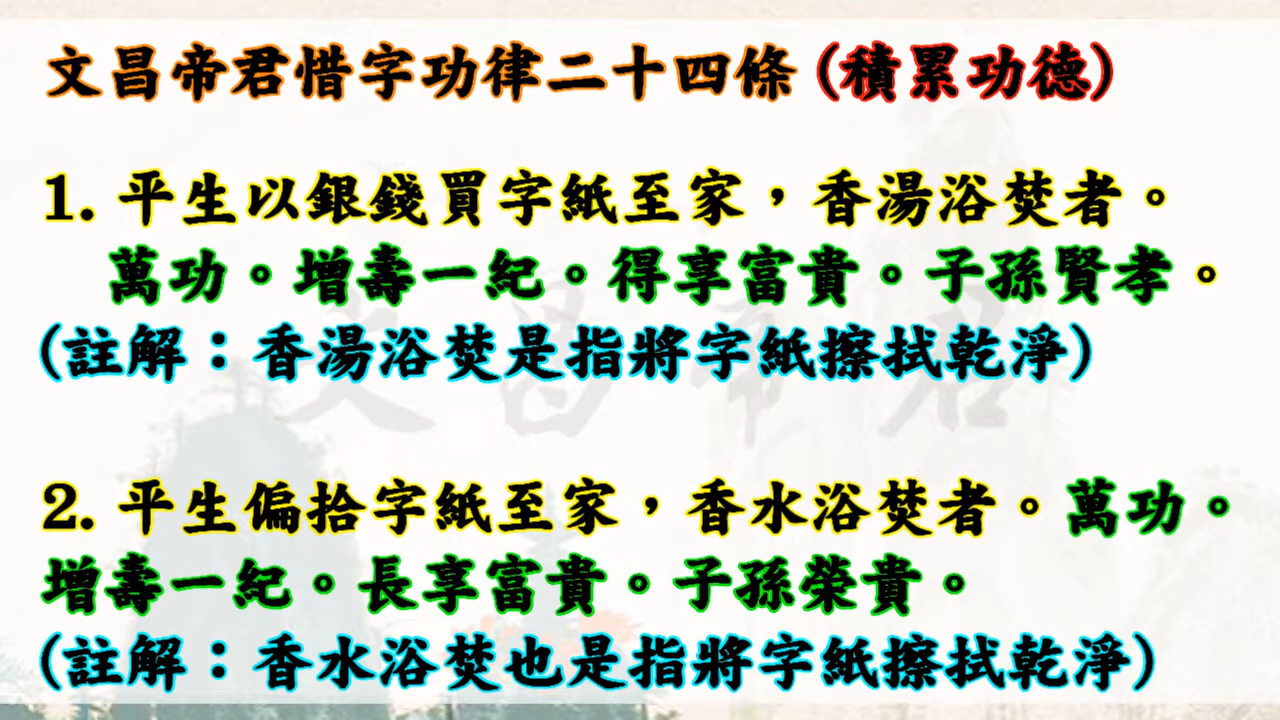 文昌帝君惜字功律二十四條 (積累功德)
1. 平生以銀錢買字紙至家，香湯浴焚者。
萬功。增壽一紀。得享富貴。子孫賢孝。
(註解：香湯浴焚是指將字紙擦拭乾淨)
2. 平生偏拾字紙至家，香水浴焚者。萬功。
增壽一紀。長享富貴。子孫榮貴。
(註解：香水浴焚也是指將字紙擦拭乾淨)
文昌帝君